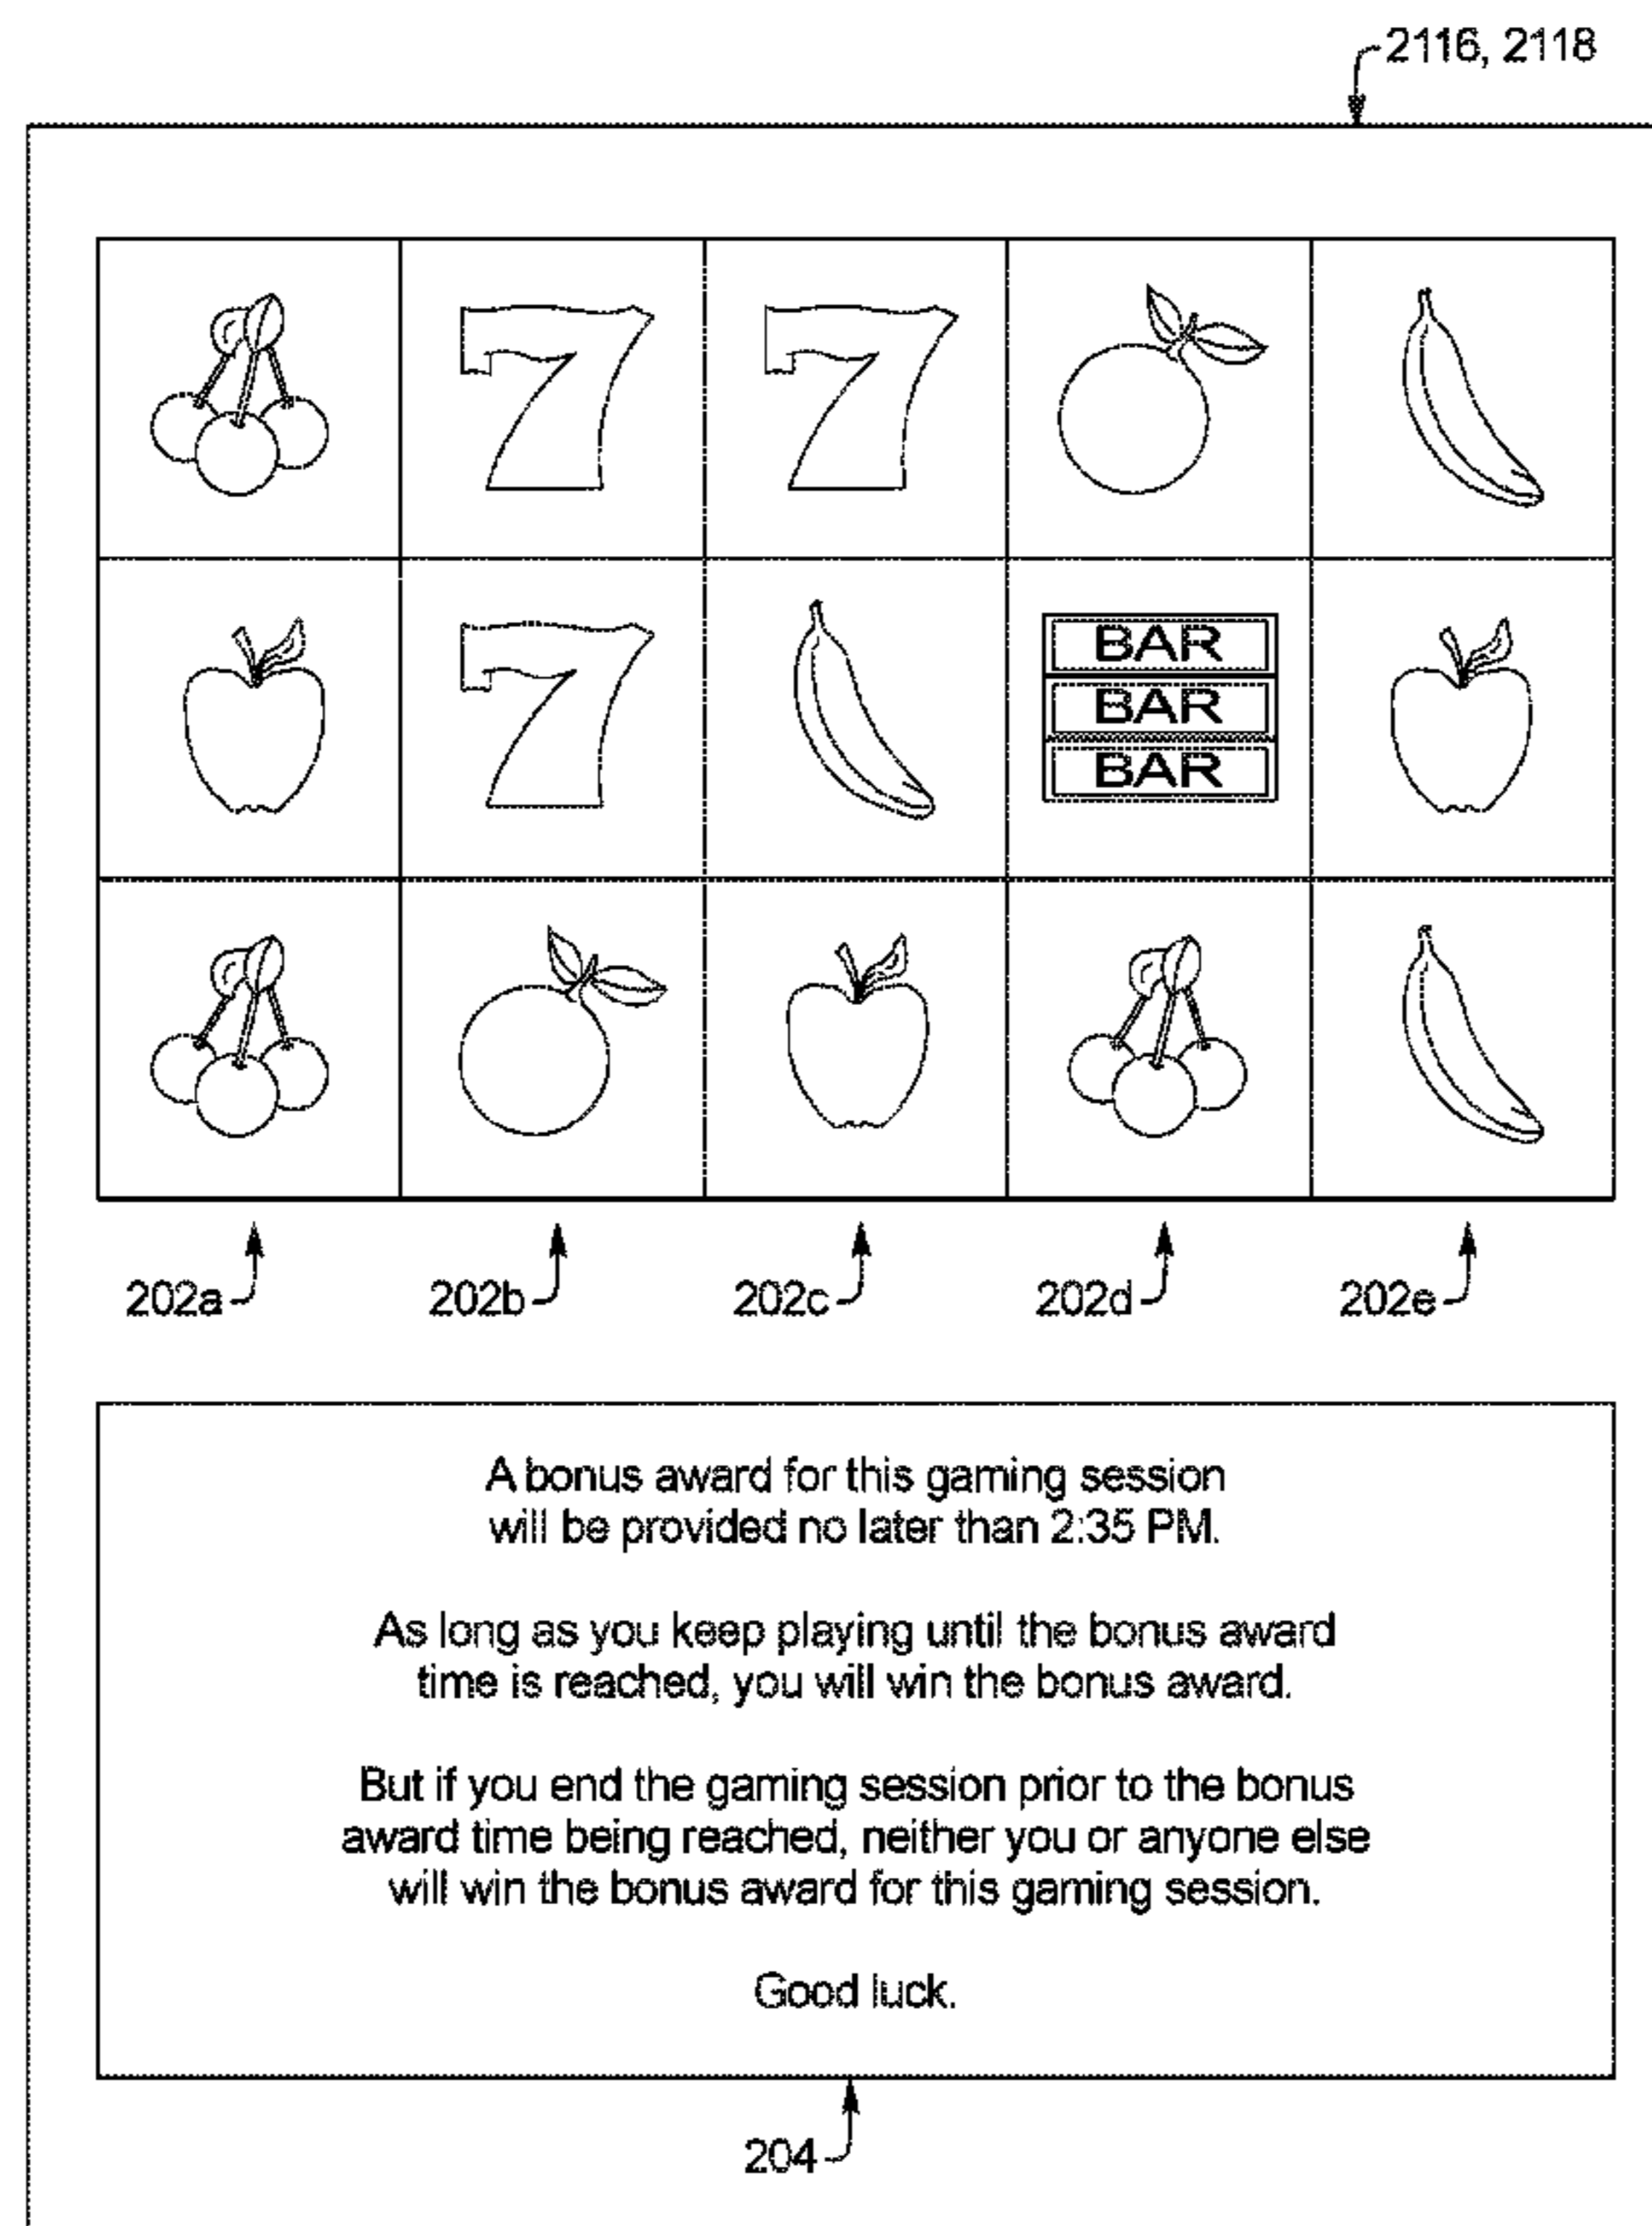 2116, 2118
7 7
7
BAR
BAR
BAR
202a 202b 202c 202d 202e
A bonus award for this gaming session
will be provided no later than 2:35 PM.
As long as you keep playing until the bonus award
time is reached, you will win the bonus award.
But if you end the gaming session prior to the bonus
award time being reached, neither you or anyone else
will win the bonus award for this gaming session.
Good luck.
204